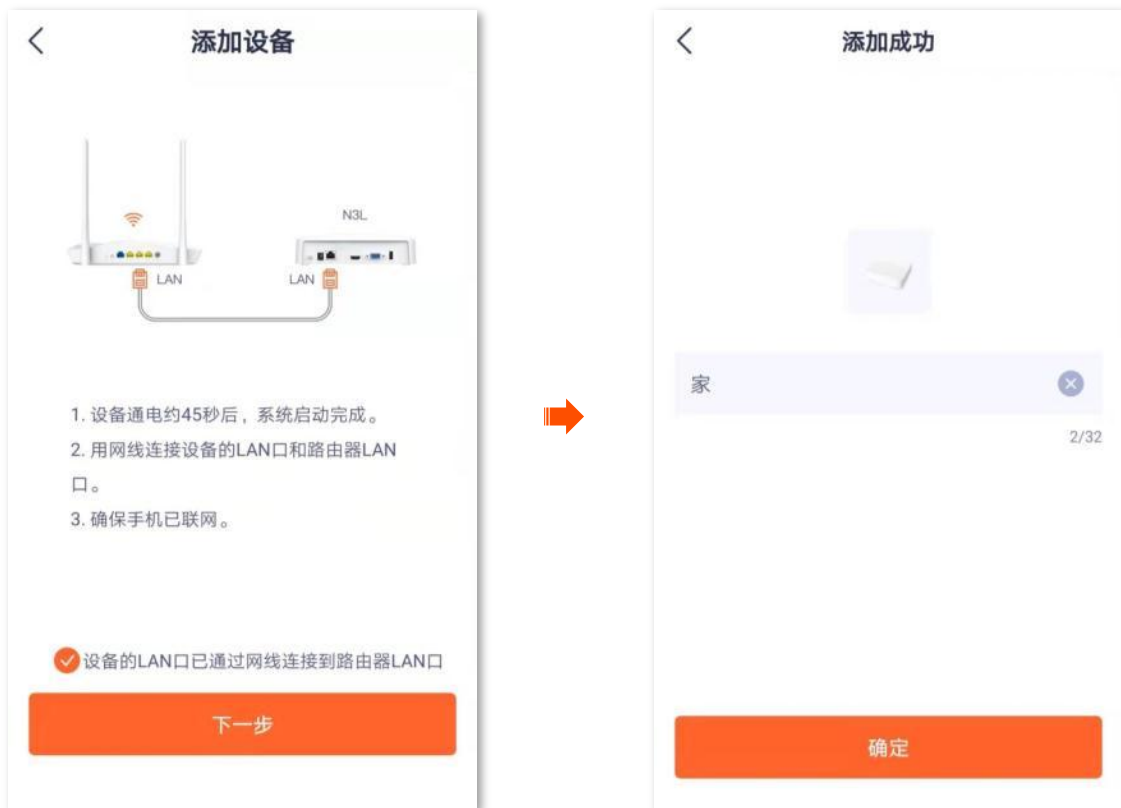 添加设备
N3L
LAN
LAN
1. 设备通电约45秒后，系统启动完成。
2. 用网线连接设备的LAN口和路由器LAN
口。
3. 确保手机已联网。
设备的LAN口已通过网线连接到路由器LAN口
下一步
添加成功
家
2/32
确定